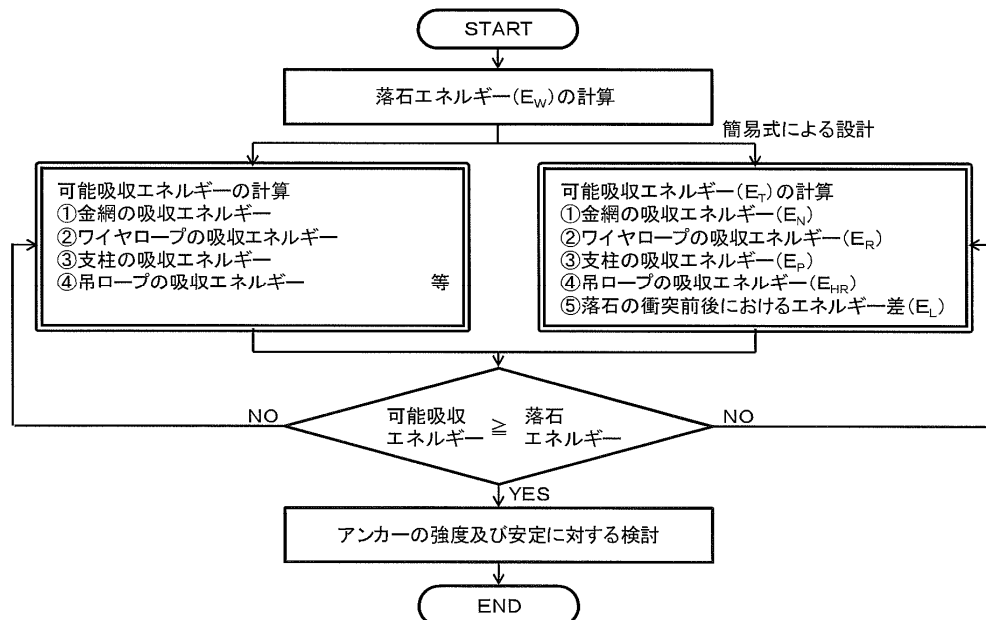 START
落石エネルギー(EW)の計算
簡易式による設計
可能吸収エネルギーの計算
①金網の吸収エネルギー
②ワイヤロープの吸収エネルギー
③支柱の吸収エネルギー
④吊ロープの吸収エネルギー 等
可能吸収エネルギー(ET)の計算
①金網の吸収エネルギー(EN)
②ワイヤロープの吸収エネルギー(ER)
③支柱の吸収エネルギー(EP)
④吊ロープの吸収エネルギー(EHR)
⑤落石の衝突前後におけるエネルギー差(EL)
NO
可能吸収
エネルギー
≧
落石
エネルギー
NO
YES
アンカーの強度及び安定に対する検討
END